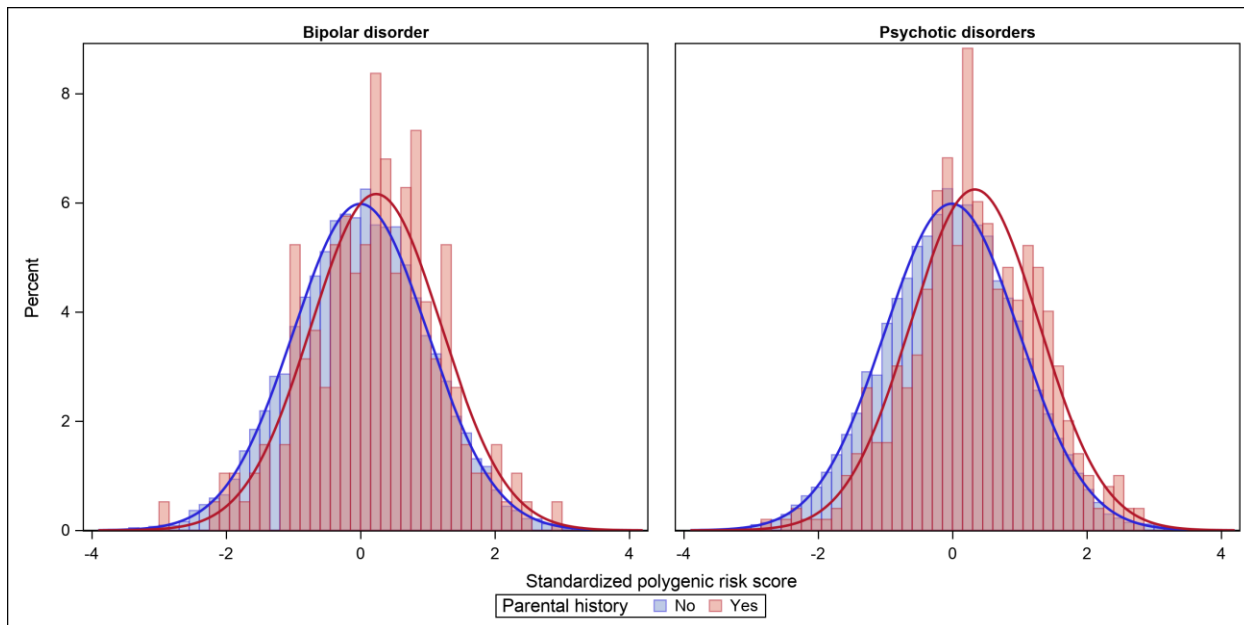 Bipolar disorder
Psychotic disorders
Percent
8
6
4
2
0
-4 -2 0 2 4
-4 -2 0 2 4
Standardized polygenic risk score
Parental history No Yes